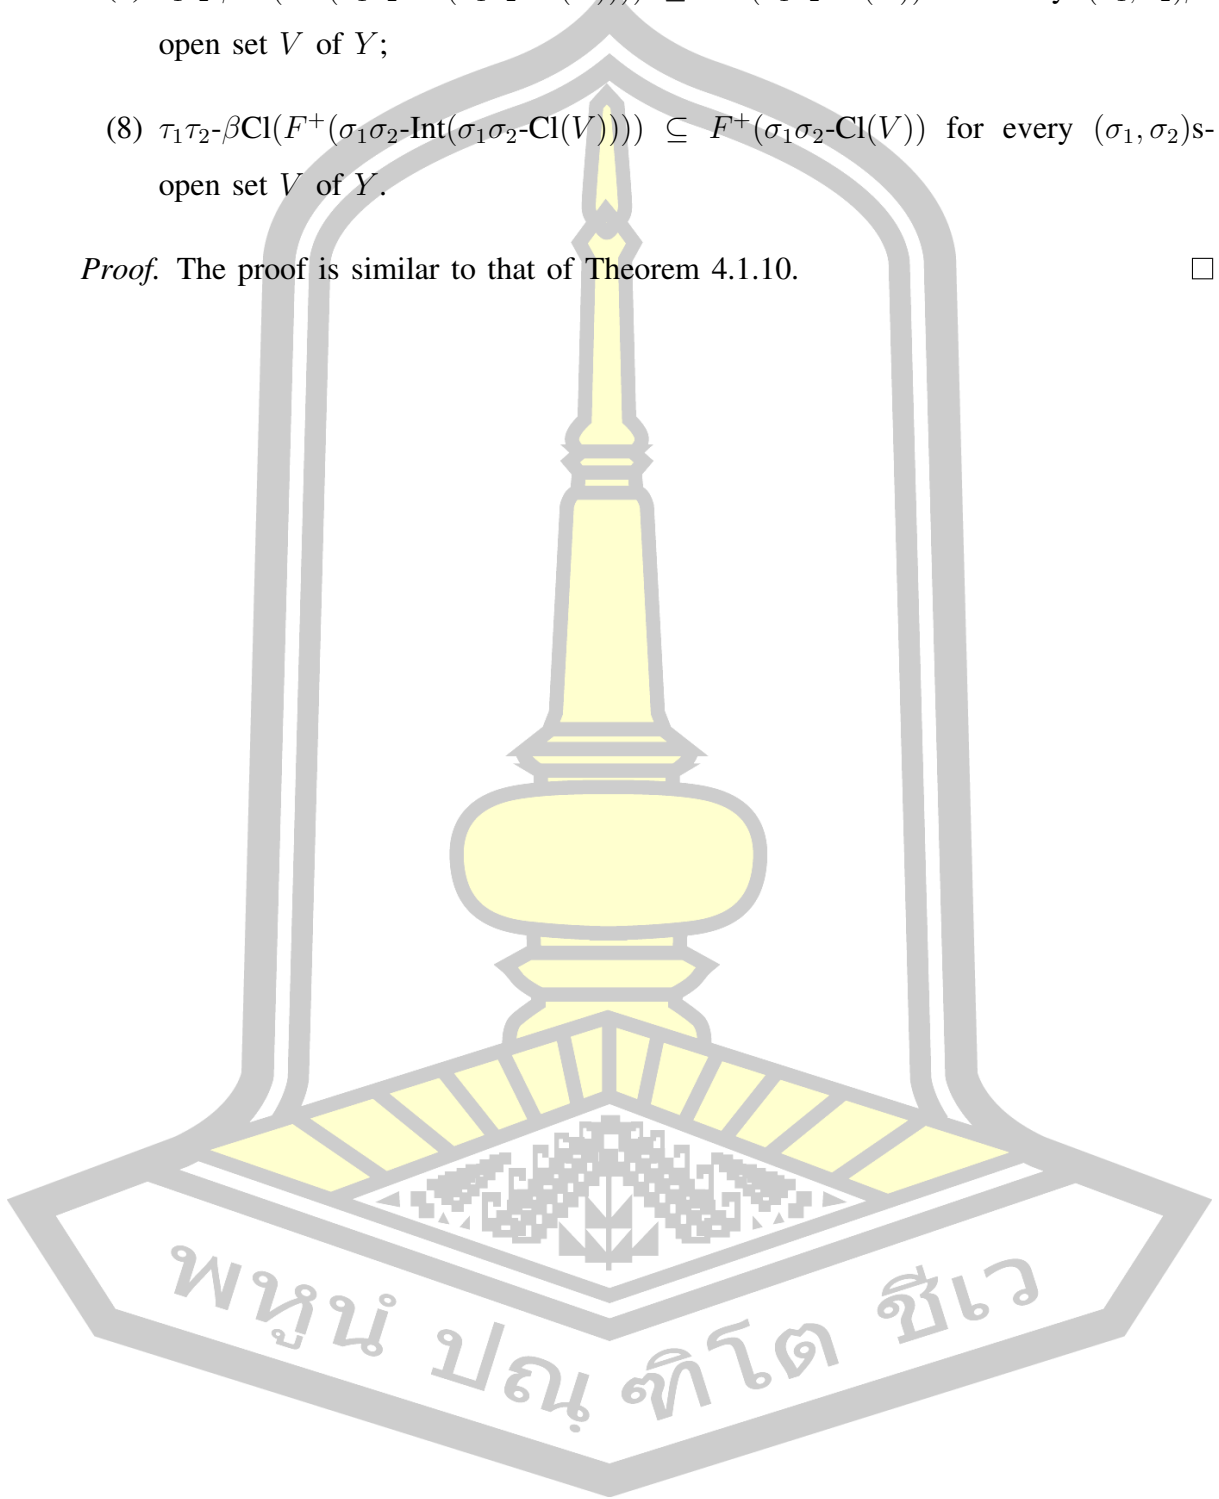 open set V of Y;
(8) τ₁τ₂-βCl(F⁺(σ₁σ₂-Int(σ₁σ₂-Cl(V)))) ⊆ F⁺(σ₁σ₂-Cl(V)) for every (σ₁, σ₂)s-
open set V of Y.
Proof. The proof is similar to that of Theorem 4.1.10. □
พหูนํ ปณฺฑิโต ชีเว